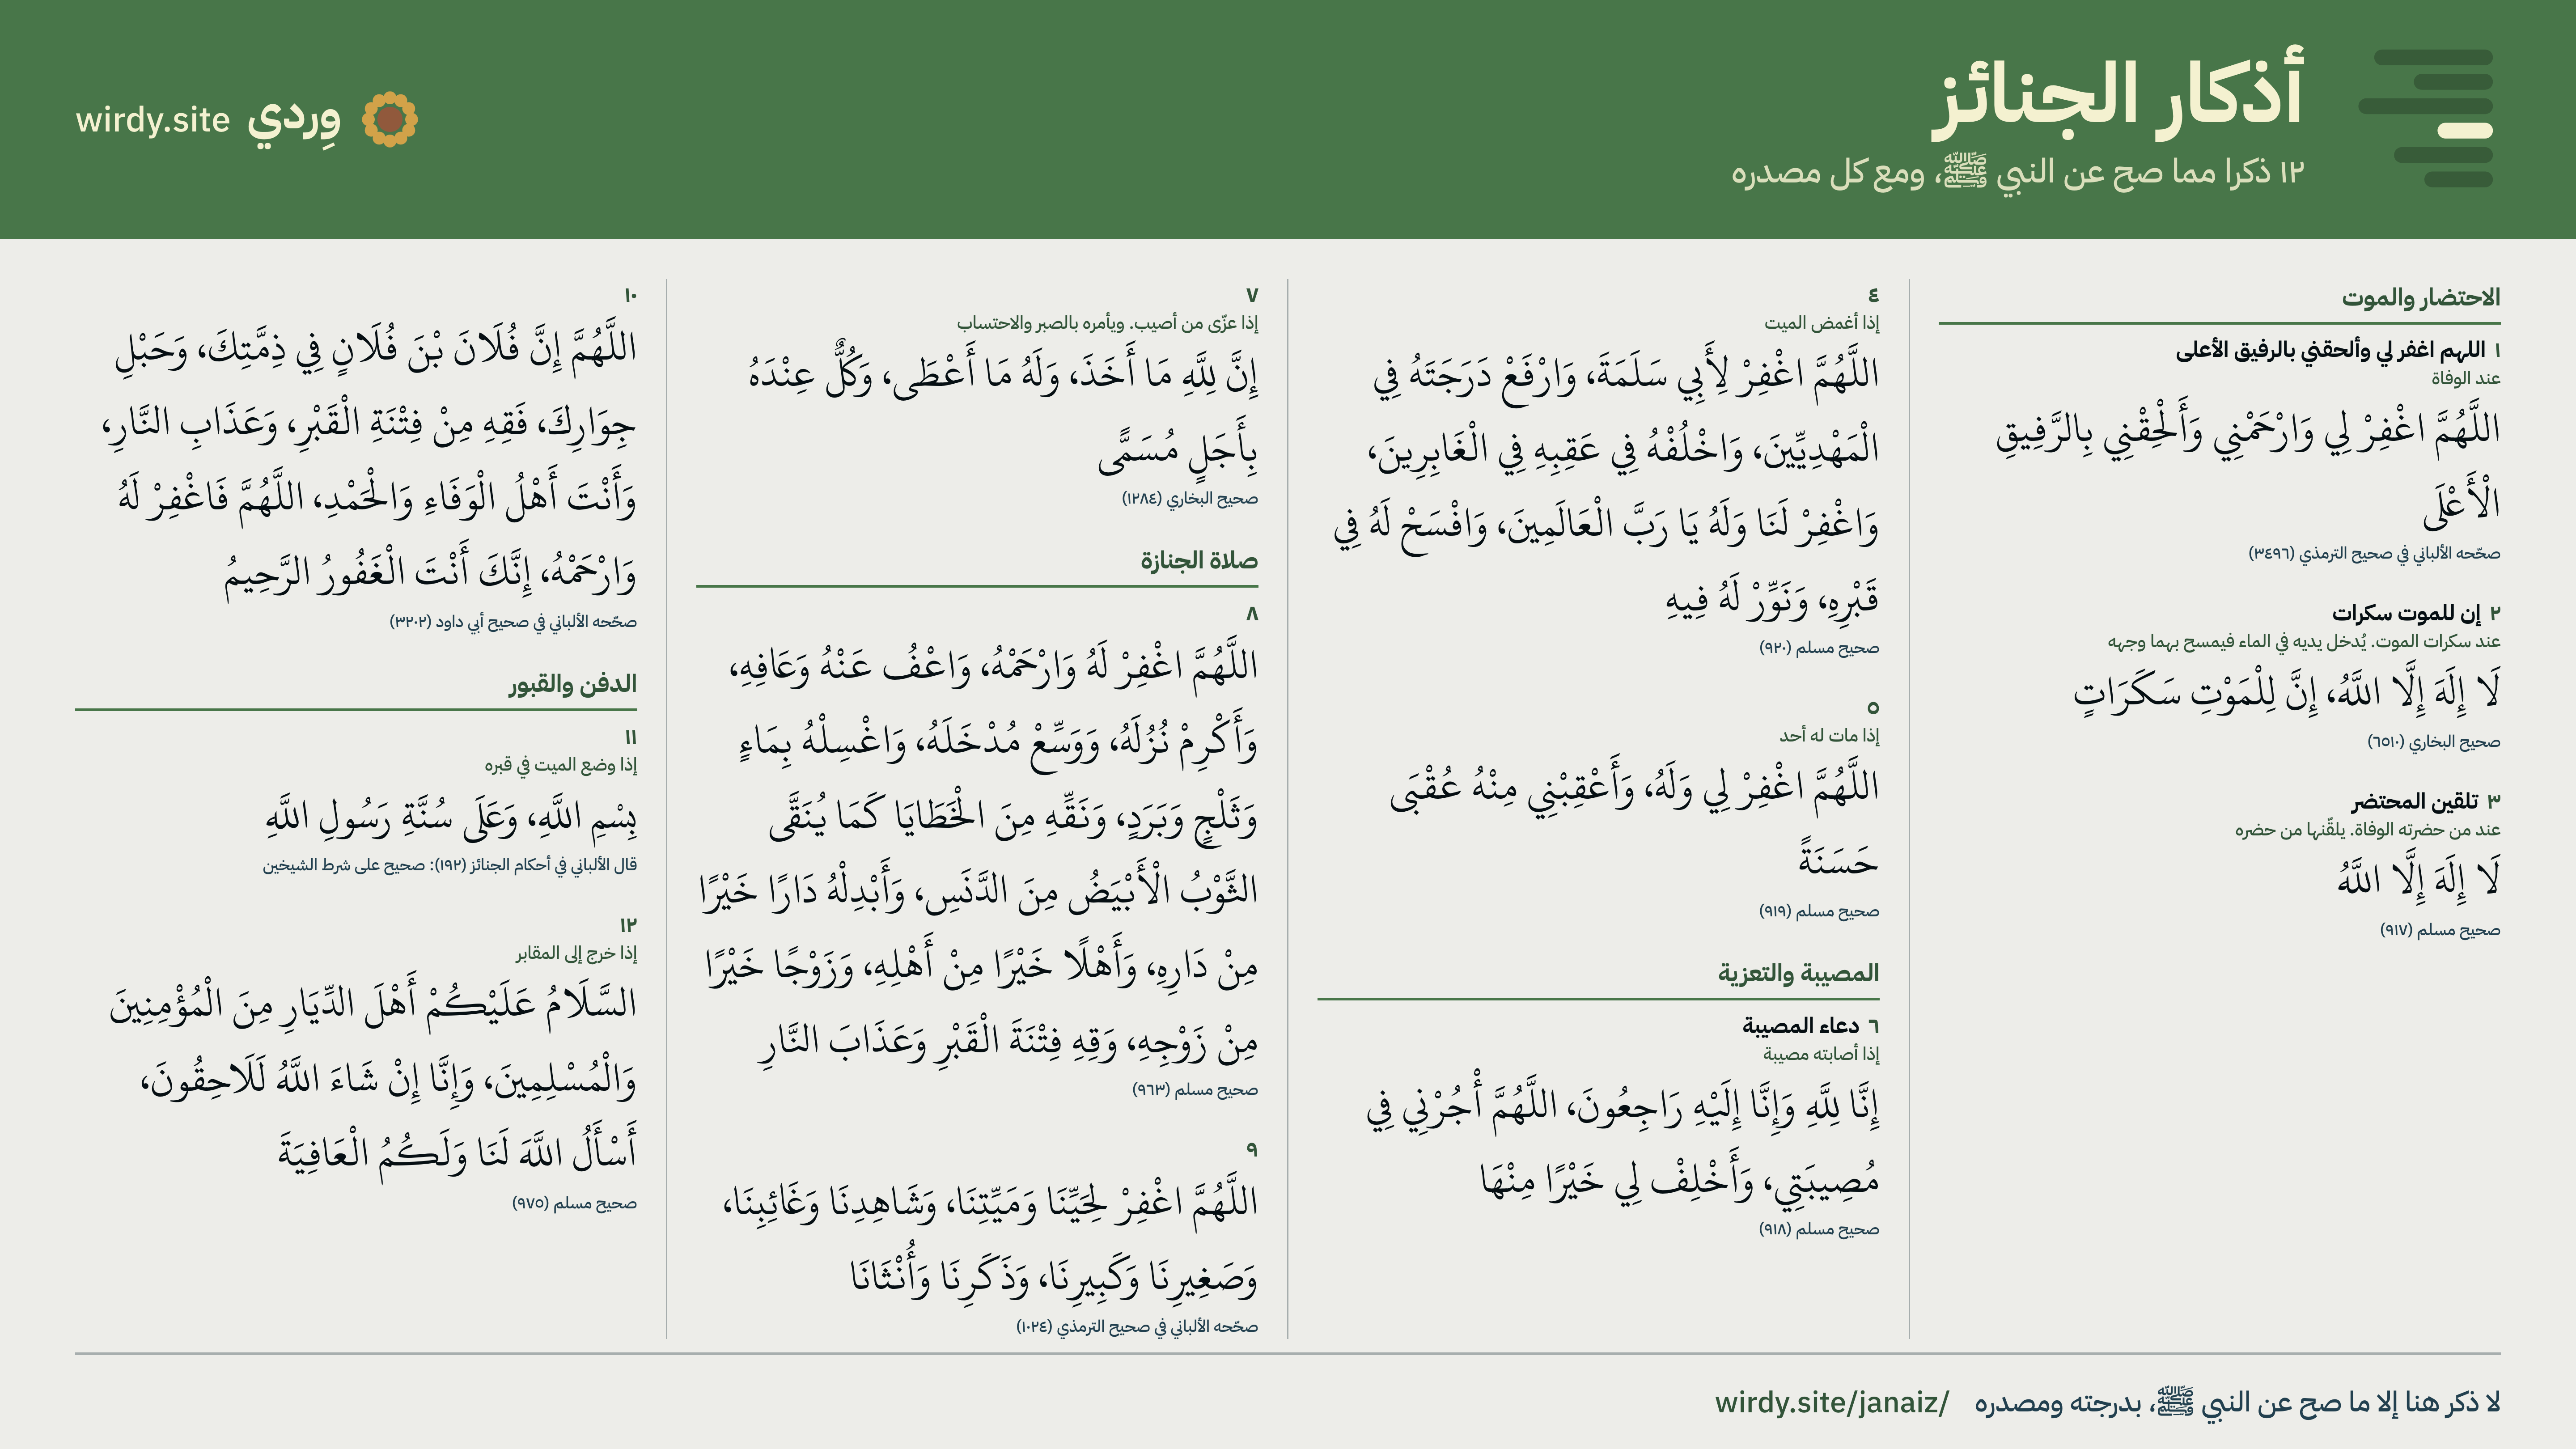 أذكار الجنائز
١٢ ذكرا مما صح عن النبي ﷺ، ومع كل مصدره
وِردي wirdy.site
الاحتضار والموت
١ اللهم اغفر لي وألحقني بالرفيق الأعلى
عند الوفاة
اللَّهُمَّ اغْفِرْ لِي وَارْحَمْنِي وَأَلْحِقْنِي بِالرَّفِيقِ
الْأَعْلَى
صحّحه الألباني في صحيح الترمذي (٣٤٩٦)
٢ إن للموت سكرات
عند سكرات الموت. يُدخل يديه في الماء فيمسح بهما وجهه
لَا إِلَهَ إِلَّا اللَّهُ، إِنَّ لِلْمَوْتِ سَكَرَاتٍ
صحيح البخاري (٦٥١٠)
٣ تلقين المحتضر
عند من حضرته الوفاة. يلقّنها من حضره
لَا إِلَهَ إِلَّا اللَّهُ
صحيح مسلم (٩١٧)
٤
إذا أغمض الميت
اللَّهُمَّ اغْفِرْ لِأَبِي سَلَمَةَ، وَارْفَعْ دَرَجَتَهُ فِي
الْمَهْدِيِّينَ، وَاخْلُفْهُ فِي عَقِبِهِ فِي الْغَابِرِينَ،
وَاغْفِرْ لَنَا وَلَهُ يَا رَبَّ الْعَالَمِينَ، وَافْسَحْ لَهُ فِي
قَبْرِهِ، وَنَوِّرْ لَهُ فِيهِ
صحيح مسلم (٩٢٠)
٥
إذا مات له أحد
اللَّهُمَّ اغْفِرْ لِي وَلَهُ، وَأَعْقِبْنِي مِنْهُ عُقْبَى
حَسَنَةً
صحيح مسلم (٩١٩)
المصيبة والتعزية
٦ دعاء المصيبة
إذا أصابته مصيبة
إِنَّا لِلَّهِ وَإِنَّا إِلَيْهِ رَاجِعُونَ، اللَّهُمَّ أْجُرْنِي فِي
مُصِيبَتِي، وَأَخْلِفْ لِي خَيْرًا مِنْهَا
صحيح مسلم (٩١٨)
٧
إذا عزّى من أصيب. ويأمره بالصبر والاحتساب
إِنَّ لِلَّهِ مَا أَخَذَ، وَلَهُ مَا أَعْطَى، وَكُلٌّ عِنْدَهُ
بِأَجَلٍ مُسَمًّى
صحيح البخاري (١٢٨٤)
صلاة الجنازة
٨
اللَّهُمَّ اغْفِرْ لَهُ وَارْحَمْهُ، وَاعْفُ عَنْهُ وَعَافِهِ،
وَأَكْرِمْ نُزُلَهُ، وَوَسِّعْ مُدْخَلَهُ، وَاغْسِلْهُ بِمَاءٍ
وَثَلْجٍ وَبَرَدٍ، وَنَقِّهِ مِنَ الْخَطَايَا كَمَا يُنَقَّى
الثَّوْبُ الْأَبْيَضُ مِنَ الدَّنَسِ، وَأَبْدِلْهُ دَارًا خَيْرًا
مِنْ دَارِهِ، وَأَهْلًا خَيْرًا مِنْ أَهْلِهِ، وَزَوْجًا خَيْرًا
مِنْ زَوْجِهِ، وَقِهِ فِتْنَةَ الْقَبْرِ وَعَذَابَ النَّارِ
صحيح مسلم (٩٦٣)
٩
اللَّهُمَّ اغْفِرْ لِحَيِّنَا وَمَيِّتِنَا، وَشَاهِدِنَا وَغَائِبِنَا،
وَصَغِيرِنَا وَكَبِيرِنَا، وَذَكَرِنَا وَأُنْثَانَا
صحّحه الألباني في صحيح الترمذي (١٠٢٤)
١٠
اللَّهُمَّ إِنَّ فُلَانَ بْنَ فُلَانٍ فِي ذِمَّتِكَ، وَحَبْلِ
جِوَارِكَ، فَقِهِ مِنْ فِتْنَةِ الْقَبْرِ، وَعَذَابِ النَّارِ،
وَأَنْتَ أَهْلُ الْوَفَاءِ وَالْحَمْدِ، اللَّهُمَّ فَاغْفِرْ لَهُ
وَارْحَمْهُ، إِنَّكَ أَنْتَ الْغَفُورُ الرَّحِيمُ
صحّحه الألباني في صحيح أبي داود (٣٢٠٢)
الدفن والقبور
١١
إذا وضع الميت في قبره
بِسْمِ اللَّهِ، وَعَلَى سُنَّةِ رَسُولِ اللَّهِ
قال الألباني في أحكام الجنائز (١٩٢): صحيح على شرط الشيخين
١٢
إذا خرج إلى المقابر
السَّلَامُ عَلَيْكُمْ أَهْلَ الدِّيَارِ مِنَ الْمُؤْمِنِينَ
وَالْمُسْلِمِينَ، وَإِنَّا إِنْ شَاءَ اللَّهُ لَلَاحِقُونَ،
أَسْأَلُ اللَّهَ لَنَا وَلَكُمُ الْعَافِيَةَ
صحيح مسلم (٩٧٥)
لا ذكر هنا إلا ما صح عن النبي ﷺ، بدرجته ومصدره wirdy.site/janaiz/